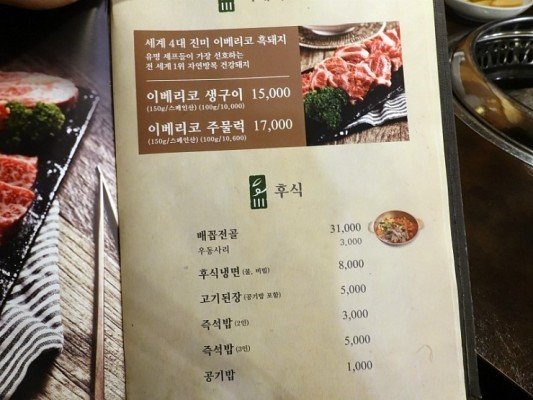 세계 4대 진미 이베리코 흑돼지
유명 셰프들이 가장 선호하는
전 세계 1위 자연방목 건강돼지
이베리코 생구이 15,000
(150g/스페인산) (100g/10,000)
이베리코 주물럭 17,000
(150g/스페인산)
후식
배꼽전골 31,000
우동사리 3,000
후식냉면 (물, 비빔) 8,000
고기된장 (공기밥 포함) 5,000
즉석밥 (2인) 3,000
즉석밥 (3인) 5,000
공기밥 1,000